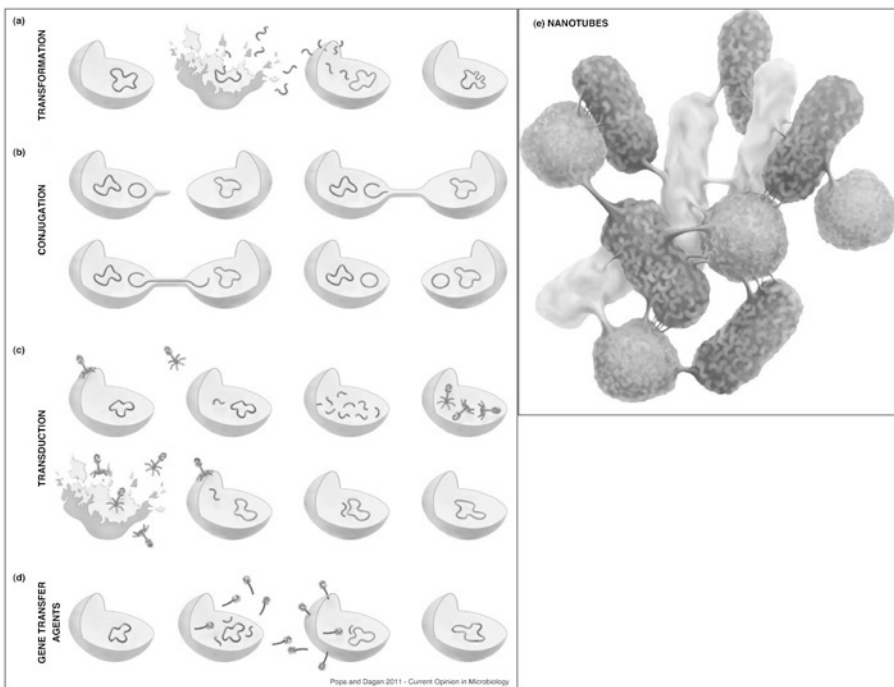 (a)
TRANSFORMATION
(b)
CONJUGATION
(c)
TRANSDUCTION
(d)
GENE TRANSFER
AGENTS
Popa and Dagan 2011 - Current Opinion in Microbiology
(e) NANOTUBES